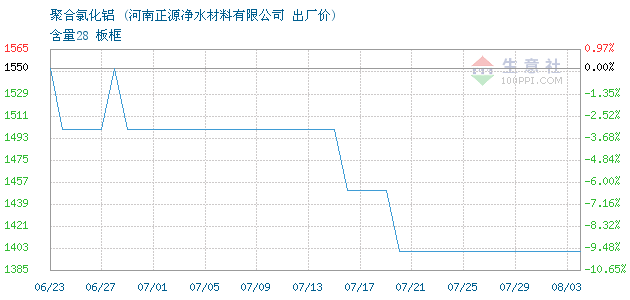 聚合氯化铝 (河南正源净水材料有限公司 出厂价)
含量28 板框
1565 0.97%
1550 0.00%
1529 -1.35%
1511 -2.52%
1493 -3.68%
1475 -4.84%
1457 -6.00%
1439 -7.16%
1421 -8.32%
1403 -9.48%
1385 -10.65%
生意社
100PPI.COM
06/23 06/27 07/01 07/05 07/09 07/13 07/17 07/21 07/25 07/29 08/03